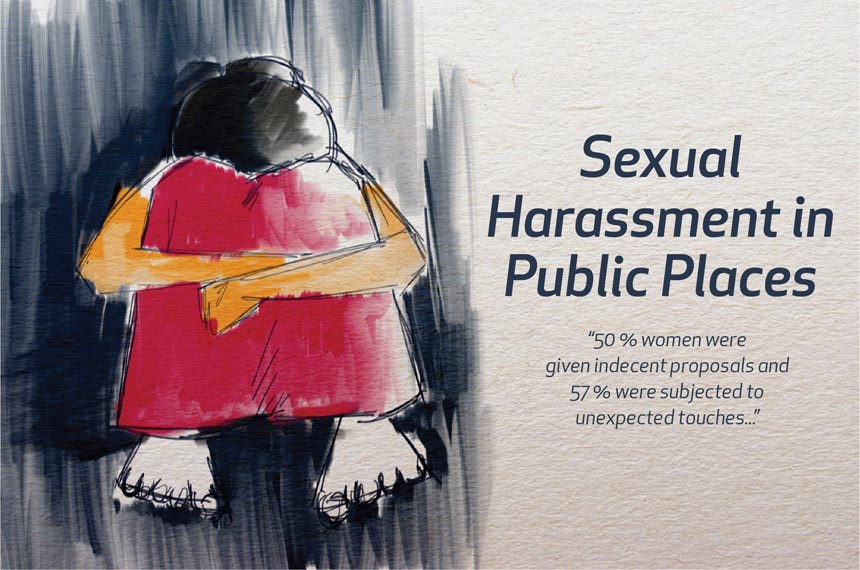 Sexual
Harassment in
Public Places
“50 % women were
given indecent proposals and
57 % were subjected to
unexpected touches...”